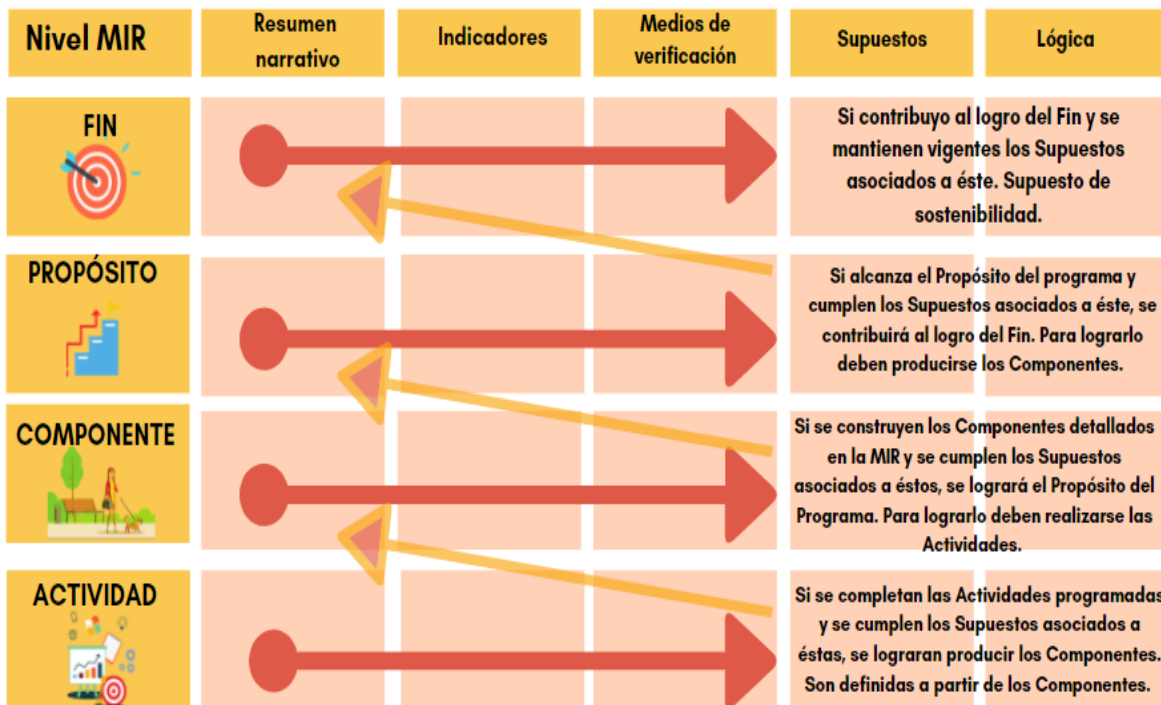 Nivel MIR
Resumen
narrativo
Indicadores
Medios de
verificación
Supuestos
Lógica
FIN
Si contribuyo al logro del Fin y se
mantienen vigentes los Supuestos
asociados a éste. Supuesto de
sostenibilidad.
PROPÓSITO
Si alcanza el Propósito del programa y
cumplen los Supuestos asociados a éste, se
contribuirá al logro del Fin. Para lograrlo
deben producirse los Componentes.
COMPONENTE
Si se construyen los Componentes detallados
en la MIR y se cumplen los Supuestos
asociados a éstos, se logrará el Propósito del
Programa. Para lograrlo deben realizarse las
Actividades.
ACTIVIDAD
Si se completan las Actividades programadas
y se cumplen los Supuestos asociados a
éstas, se lograran producir los Componentes.
Son definidas a partir de los Componentes.